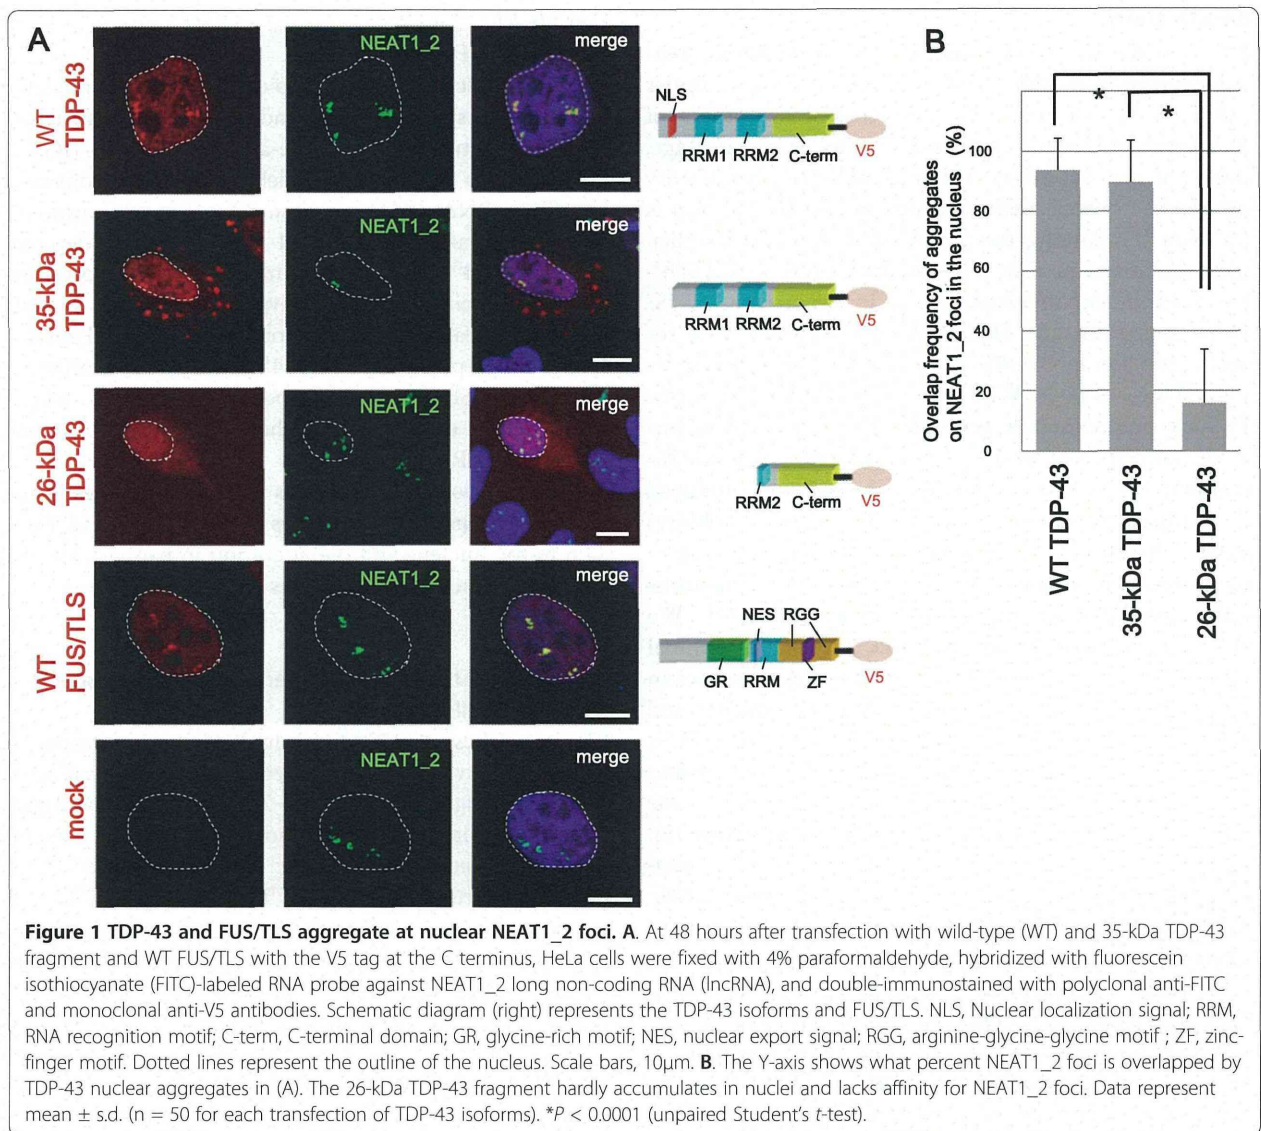 A
B
WT
TDP-43
NEAT1_2
merge
NLS
RRM1 RRM2 C-term V5
35-kDa
TDP-43
NEAT1_2
merge
RRM1 RRM2 C-term V5
26-kDa
TDP-43
NEAT1_2
merge
RRM2 C-term V5
WT
FUS/TLS
NEAT1_2
merge
NES RGG
GR RRM ZF V5
mock
NEAT1_2
merge
Overlap frequency of aggregates
on NEAT1_2 foci in the nucleus (%)
* *
100
80
60
40
20
0
WT TDP-43
35-kDa TDP-43
26-kDa TDP-43
Figure 1 TDP-43 and FUS/TLS aggregate at nuclear NEAT1_2 foci. A. At 48 hours after transfection with wild-type (WT) and 35-kDa TDP-43
fragment and WT FUS/TLS with the V5 tag at the C terminus, HeLa cells were fixed with 4% paraformaldehyde, hybridized with fluorescein
isothiocyanate (FITC)-labeled RNA probe against NEAT1_2 long non-coding RNA (lncRNA), and double-immunostained with polyclonal anti-FITC
and monoclonal anti-V5 antibodies. Schematic diagram (right) represents the TDP-43 isoforms and FUS/TLS. NLS, Nuclear localization signal; RRM,
RNA recognition motif; C-term, C-terminal domain; GR, glycine-rich motif; NES, nuclear export signal; RGG, arginine-glycine-glycine motif ; ZF, zinc-
finger motif. Dotted lines represent the outline of the nucleus. Scale bars, 10μm. B. The Y-axis shows what percent NEAT1_2 foci is overlapped by
TDP-43 nuclear aggregates in (A). The 26-kDa TDP-43 fragment hardly accumulates in nuclei and lacks affinity for NEAT1_2 foci. Data represent
mean ± s.d. (n = 50 for each transfection of TDP-43 isoforms). *P < 0.0001 (unpaired Student's t-test).